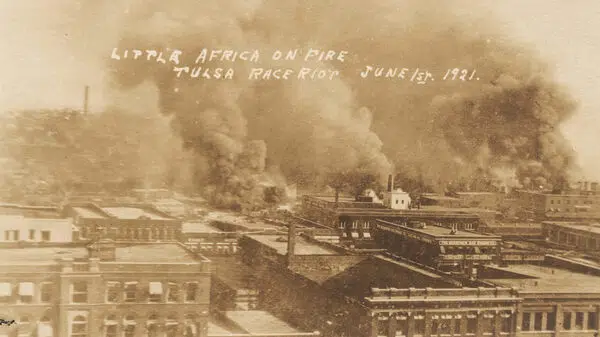 LITTLE AFRICA ON FIRE
TULSA RACE RIOT JUNE 1ST. 1921.